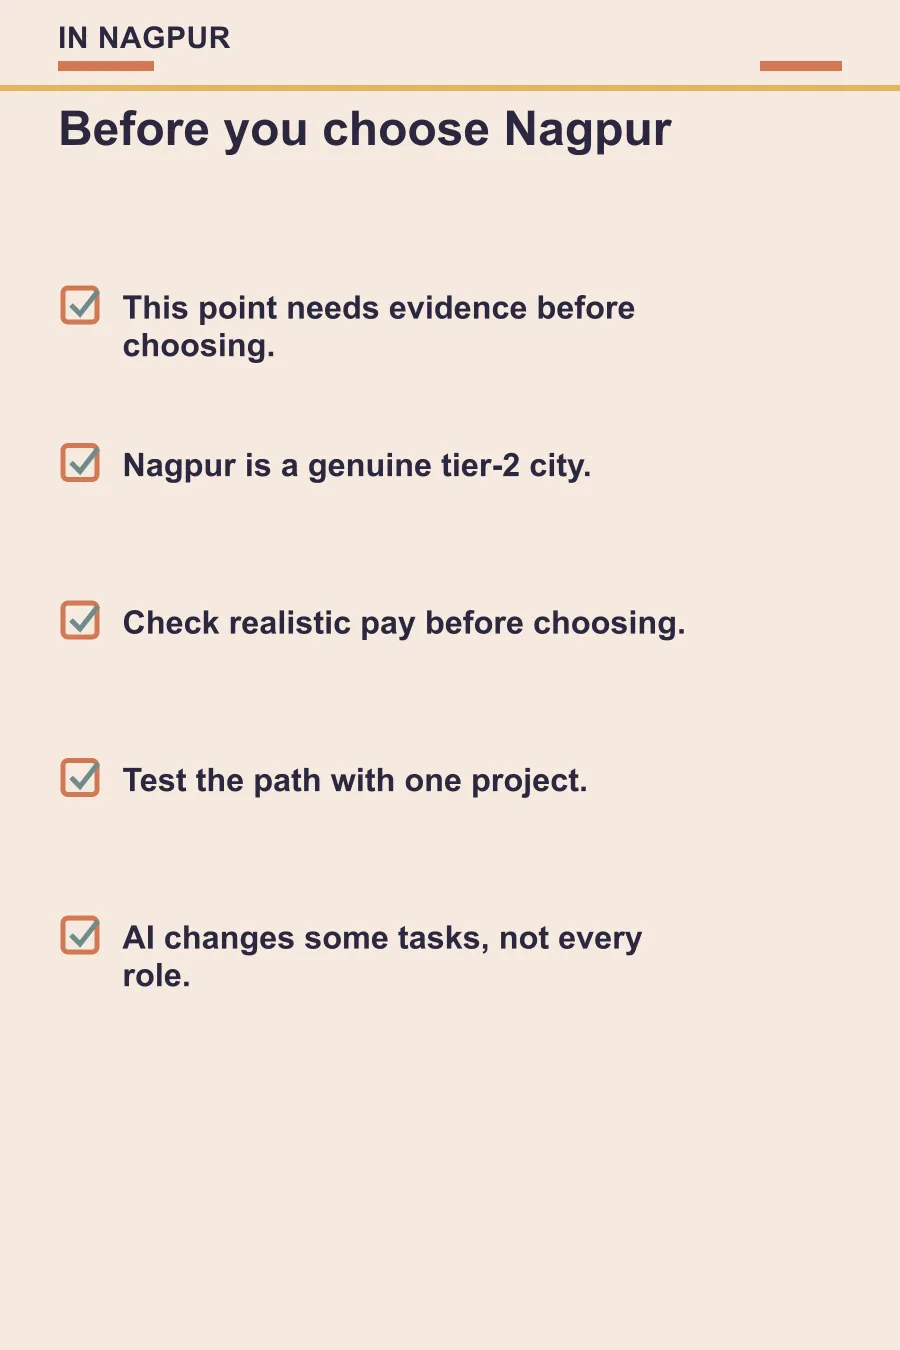 IN NAGPUR
Before you choose Nagpur
This point needs evidence before
choosing.
Nagpur is a genuine tier-2 city.
Check realistic pay before choosing.
Test the path with one project.
AI changes some tasks, not every
role.